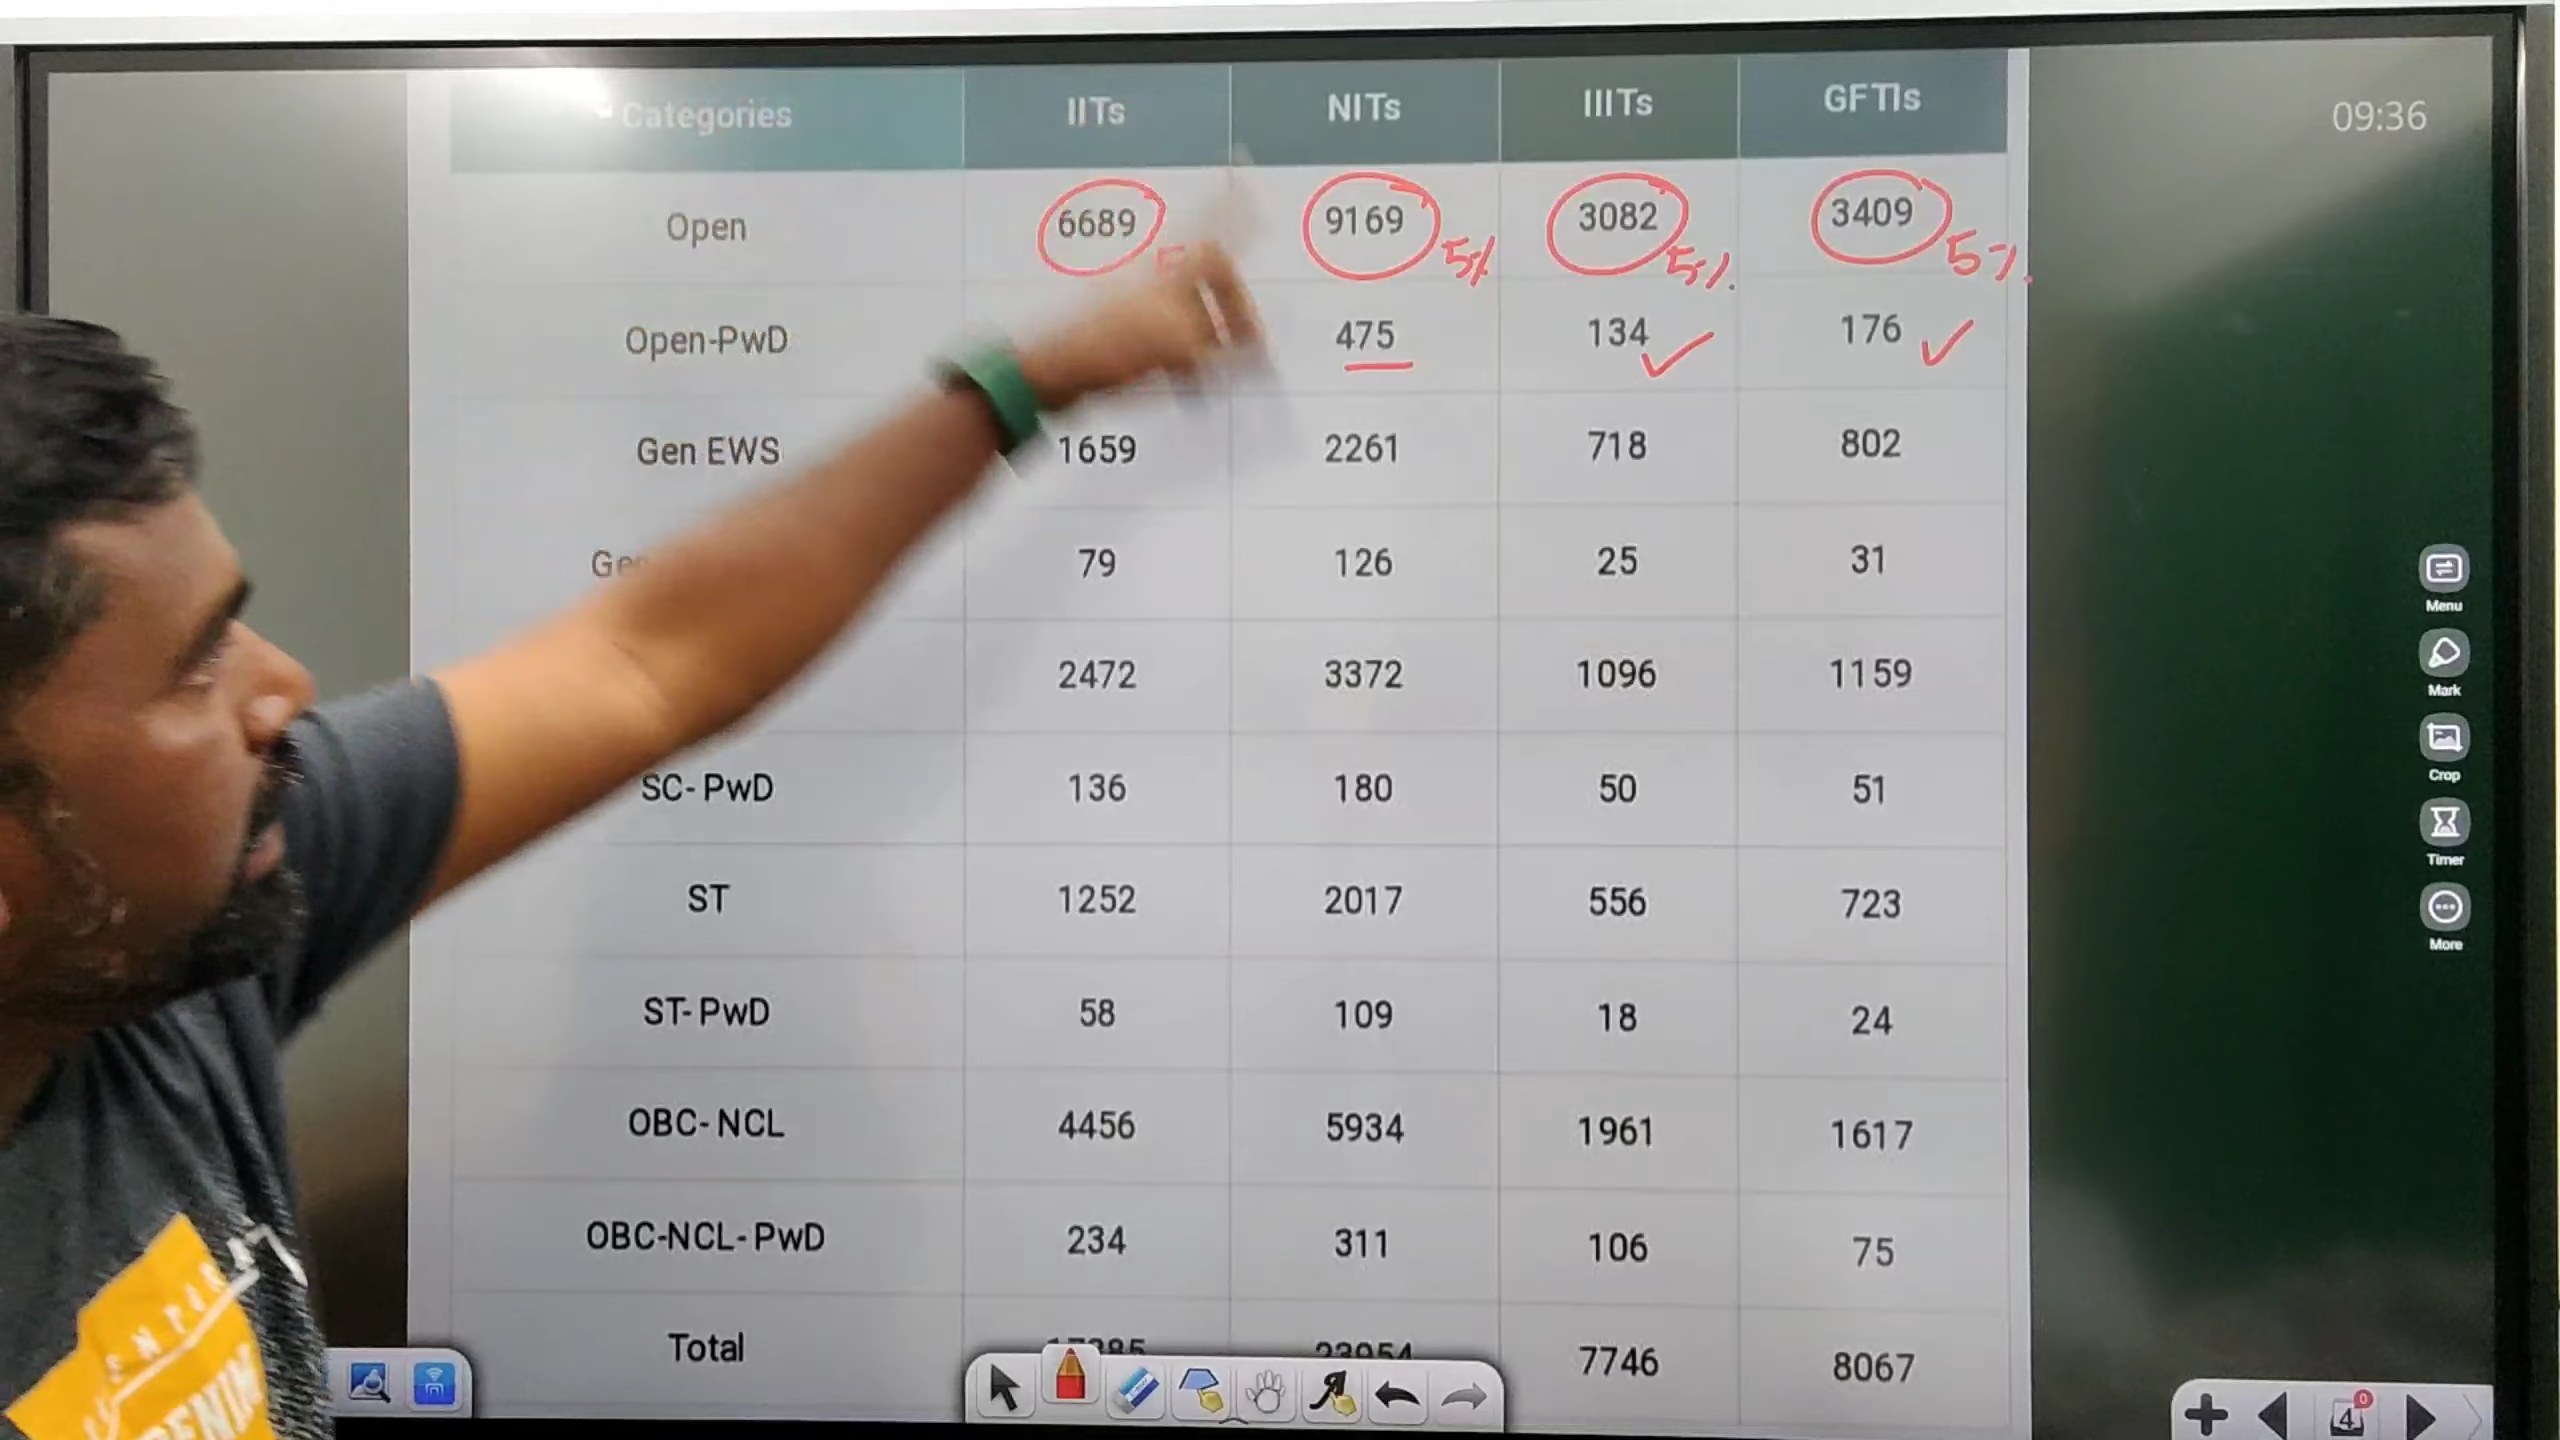 Categories IITs NITs IIITs GFTIs
09:36
Open 6689 9169 3082 3409
5 5% 5% 5%
Open-PwD 475 134 176
Gen EWS 1659 2261 718 802
79 126 25 31
2472 3372 1096 1159
SC- PwD 136 180 50 51
ST 1252 2017 556 723
ST- PwD 58 109 18 24
OBC- NCL 4456 5934 1961 1617
OBC-NCL- PwD 234 311 106 75
Total 7746 8067
Menu
Mark
Crop
Timer
More
4
0